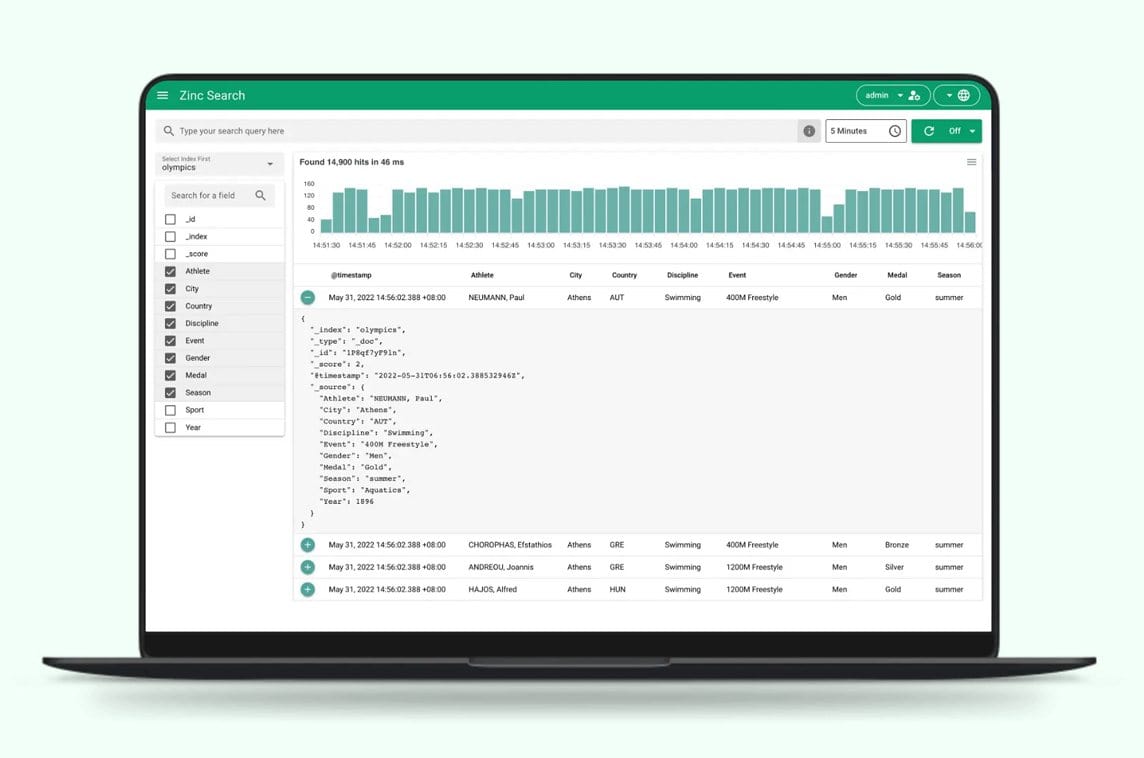 Zinc Search
admin
Type your search query here
5 Minutes
Off
Select Index First
olympics
Search for a field
_id
_index
_score
Athlete
City
Country
Discipline
Event
Gender
Medal
Season
Sport
Year
Found 14,900 hits in 46 ms
160
120
80
40
0
14:51:30 14:51:45 14:52:00 14:52:15 14:52:30 14:52:45 14:53:00 14:53:15 14:53:30 14:53:45 14:54:00 14:54:15 14:54:30 14:54:45 14:55:00 14:55:15 14:55:30 14:55:45 14:56:00
@timestamp Athlete City Country Discipline Event Gender Medal Season
May 31, 2022 14:56:02.388 +08:00 NEUMANN, Paul Athens AUT Swimming 400M Freestyle Men Gold summer
{
"_index": "olympics",
"_type": "_doc",
"_id": "1P8qf7yF9ln",
"_score": 2,
"@timestamp": "2022-05-31T06:56:02.388532946Z",
"_source": {
"Athlete": "NEUMANN, Paul",
"City": "Athens",
"Country": "AUT",
"Discipline": "Swimming",
"Event": "400M Freestyle",
"Gender": "Men",
"Medal": "Gold",
"Season": "summer",
"Sport": "Aquatics",
"Year": 1896
}
}
May 31, 2022 14:56:02.388 +08:00 CHOROPHAS, Efstathios Athens GRE Swimming 400M Freestyle Men Bronze summer
May 31, 2022 14:56:02.388 +08:00 ANDREOU, Joannis Athens GRE Swimming 1200M Freestyle Men Silver summer
May 31, 2022 14:56:02.388 +08:00 HAJOS, Alfred Athens HUN Swimming 1200M Freestyle Men Gold summer